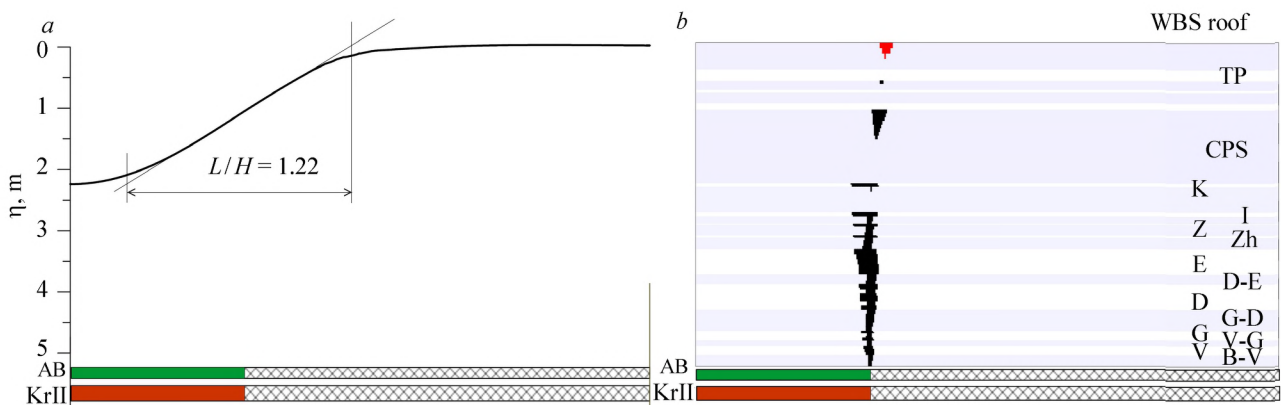 a
0
1
2
3
4
5
η, m
L/H = 1.22
AB
KrII
b
WBS roof
TP
CPS
K
I
Z
Zh
E
D-E
D
G-D
G
V-G
V
B-V
AB
KrII